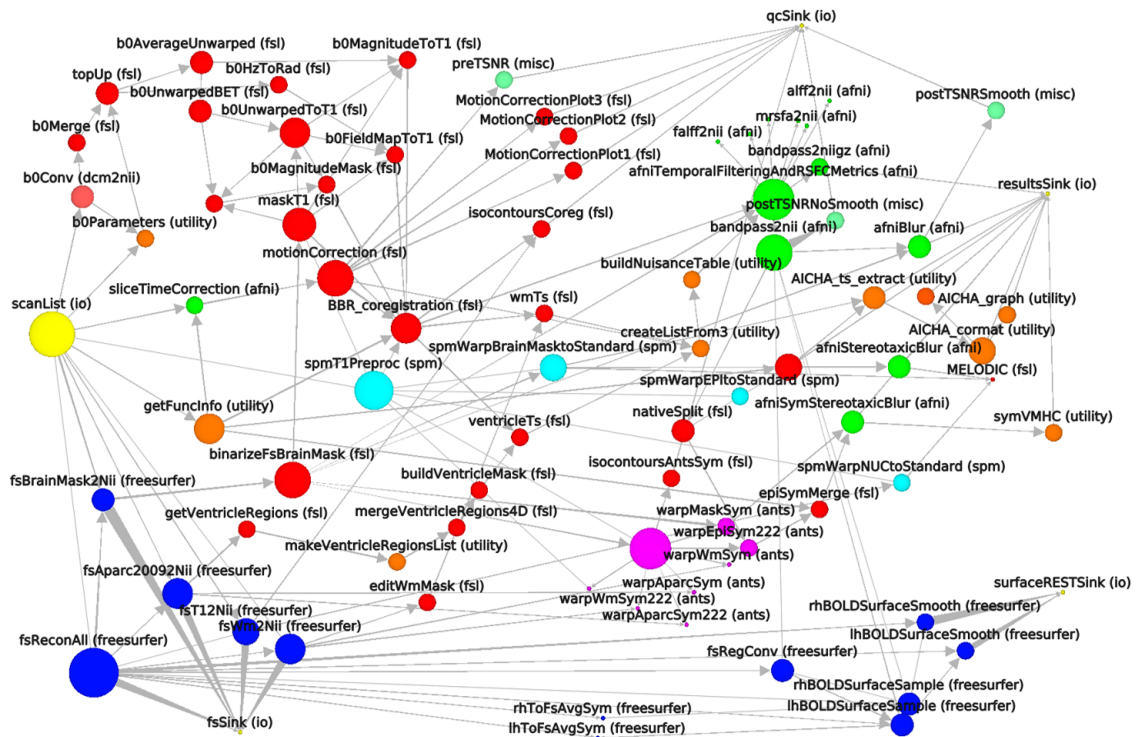 qcSink (io)
b0AverageUnwarped (fsl)
b0MagnitudeToT1 (fsl)
topUp (fsl)
b0HzToRad (fsl)
preTSNR (misc)
b0UnwarpedBET (fsl)
b0UnwarpedToT1 (fsl)
MotionCorrectionPlot3 (fsl)
alff2nii (afni)
postTSNRSmooth (misc)
b0Merge (fsl)
MotionCorrectionPlot2 (fsl)
mrsfa2nii (afni)
b0FieldMapToT1 (fsl)
falff2nii (afni)
MotionCorrectionPlot1 (fsl)
bandpass2niigz (afni)
b0Conv (dcm2nii)
b0MagnitudeMask (fsl)
afniTemporalFilteringAndRSFCMetrics (afni)
resultsSink (io)
maskT1 (fsl)
b0Parameters (utility)
isocontoursCoreg (fsl)
postTSNRNoSmooth (misc)
bandpass2nii (afni)
afniBlur (afni)
motionCorrection (fsl)
buildNuisanceTable (utility)
sliceTimeCorrection (afni)
AICHA_ts_extract (utility)
scanList (io)
BBR_coregistration (fsl)
wmTs (fsl)
AICHA_graph (utility)
createListFrom3 (utility)
AICHA_cormat (utility)
spmWarpBrainMasktoStandard (spm)
afniStereotaxicBlur (afni)
spmT1Preproc (spm)
MELODIC (fsl)
spmWarpEPItoStandard (spm)
afniSymStereotaxicBlur (afni)
getFuncInfo (utility)
ventricleTs (fsl)
nativeSplit (fsl)
symVMHC (utility)
binarizeFsBrainMask (fsl)
isocontoursAntsSym (fsl)
spmWarpNUCtoStandard (spm)
fsBrainMask2Nii (freesurfer)
buildVentricleMask (fsl)
epiSymMerge (fsl)
getVentricleRegions (fsl)
mergeVentricleRegions4D (fsl)
warpMaskSym (ants)
warpEpiSym222 (ants)
makeVentricleRegionsList (utility)
warpWmSym (ants)
fsAparc20092Nii (freesurfer)
editWmMask (fsl)
warpAparcSym (ants)
surfaceRESTSink (io)
warpWmSym222 (ants)
fsT12Nii (freesurfer)
rhBOLDSurfaceSmooth (freesurfer)
warpAparcSym222 (ants)
fsWm2Nii (freesurfer)
fsReconAll (freesurfer)
lhBOLDSurfaceSmooth (freesurfer)
fsRegConv (freesurfer)
rhBOLDSurfaceSample (freesurfer)
lhBOLDSurfaceSample (freesurfer)
rhToFsAvgSym (freesurfer)
fsSink (io)
lhToFsAvgSym (freesurfer)